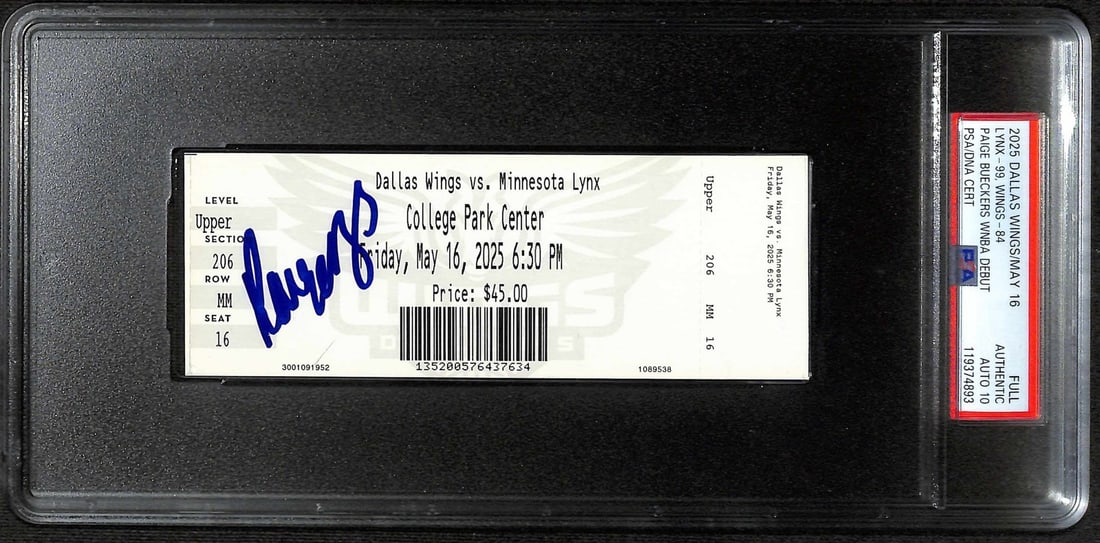 Dallas Wings vs. Minnesota Lynx
College Park Center
Friday, May 16, 2025 6:30 PM
Price: $45.00
135200576437634
3001091952
1089538
LEVEL
Upper
SECTIO
206
ROW
MM
SEAT
16
Upper 206 MM 16
Dallas Wings vs. Minnesota Lynx
Friday, May 16, 2025 6:30 PM
WINGS
2025 DALLAS WINGS/MAY 16 FULL
LYNX - 99, WINGS - 84 AUTHENTIC
PAIGE BUECKERS WNBA DEBUT AUTO 10
PSA/DNA CERT 119374893